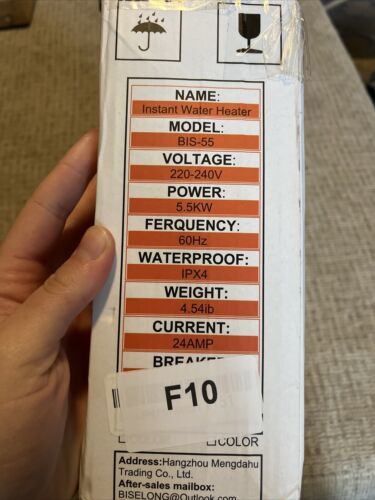 NAME:
Instant Water Heater
MODEL:
BIS-55
VOLTAGE:
220-240V
POWER:
5.5KW
FERQUENCY:
60Hz
WATERPROOF:
IPX4
WEIGHT:
4.54ib
CURRENT:
24AMP
BREAKER:
F10
COLOR
Address:Hangzhou Mengdahu
Trading Co., Ltd.
After-sales mailbox:
BISELONG@Outlook.com